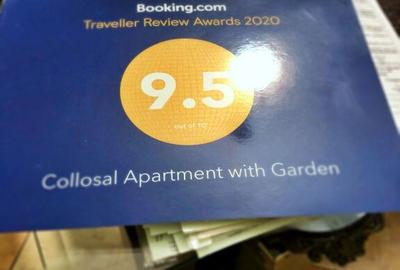 Booking.com
Traveller Review Awards 2020
9.5
out of 10
Collosal Apartment with Garden